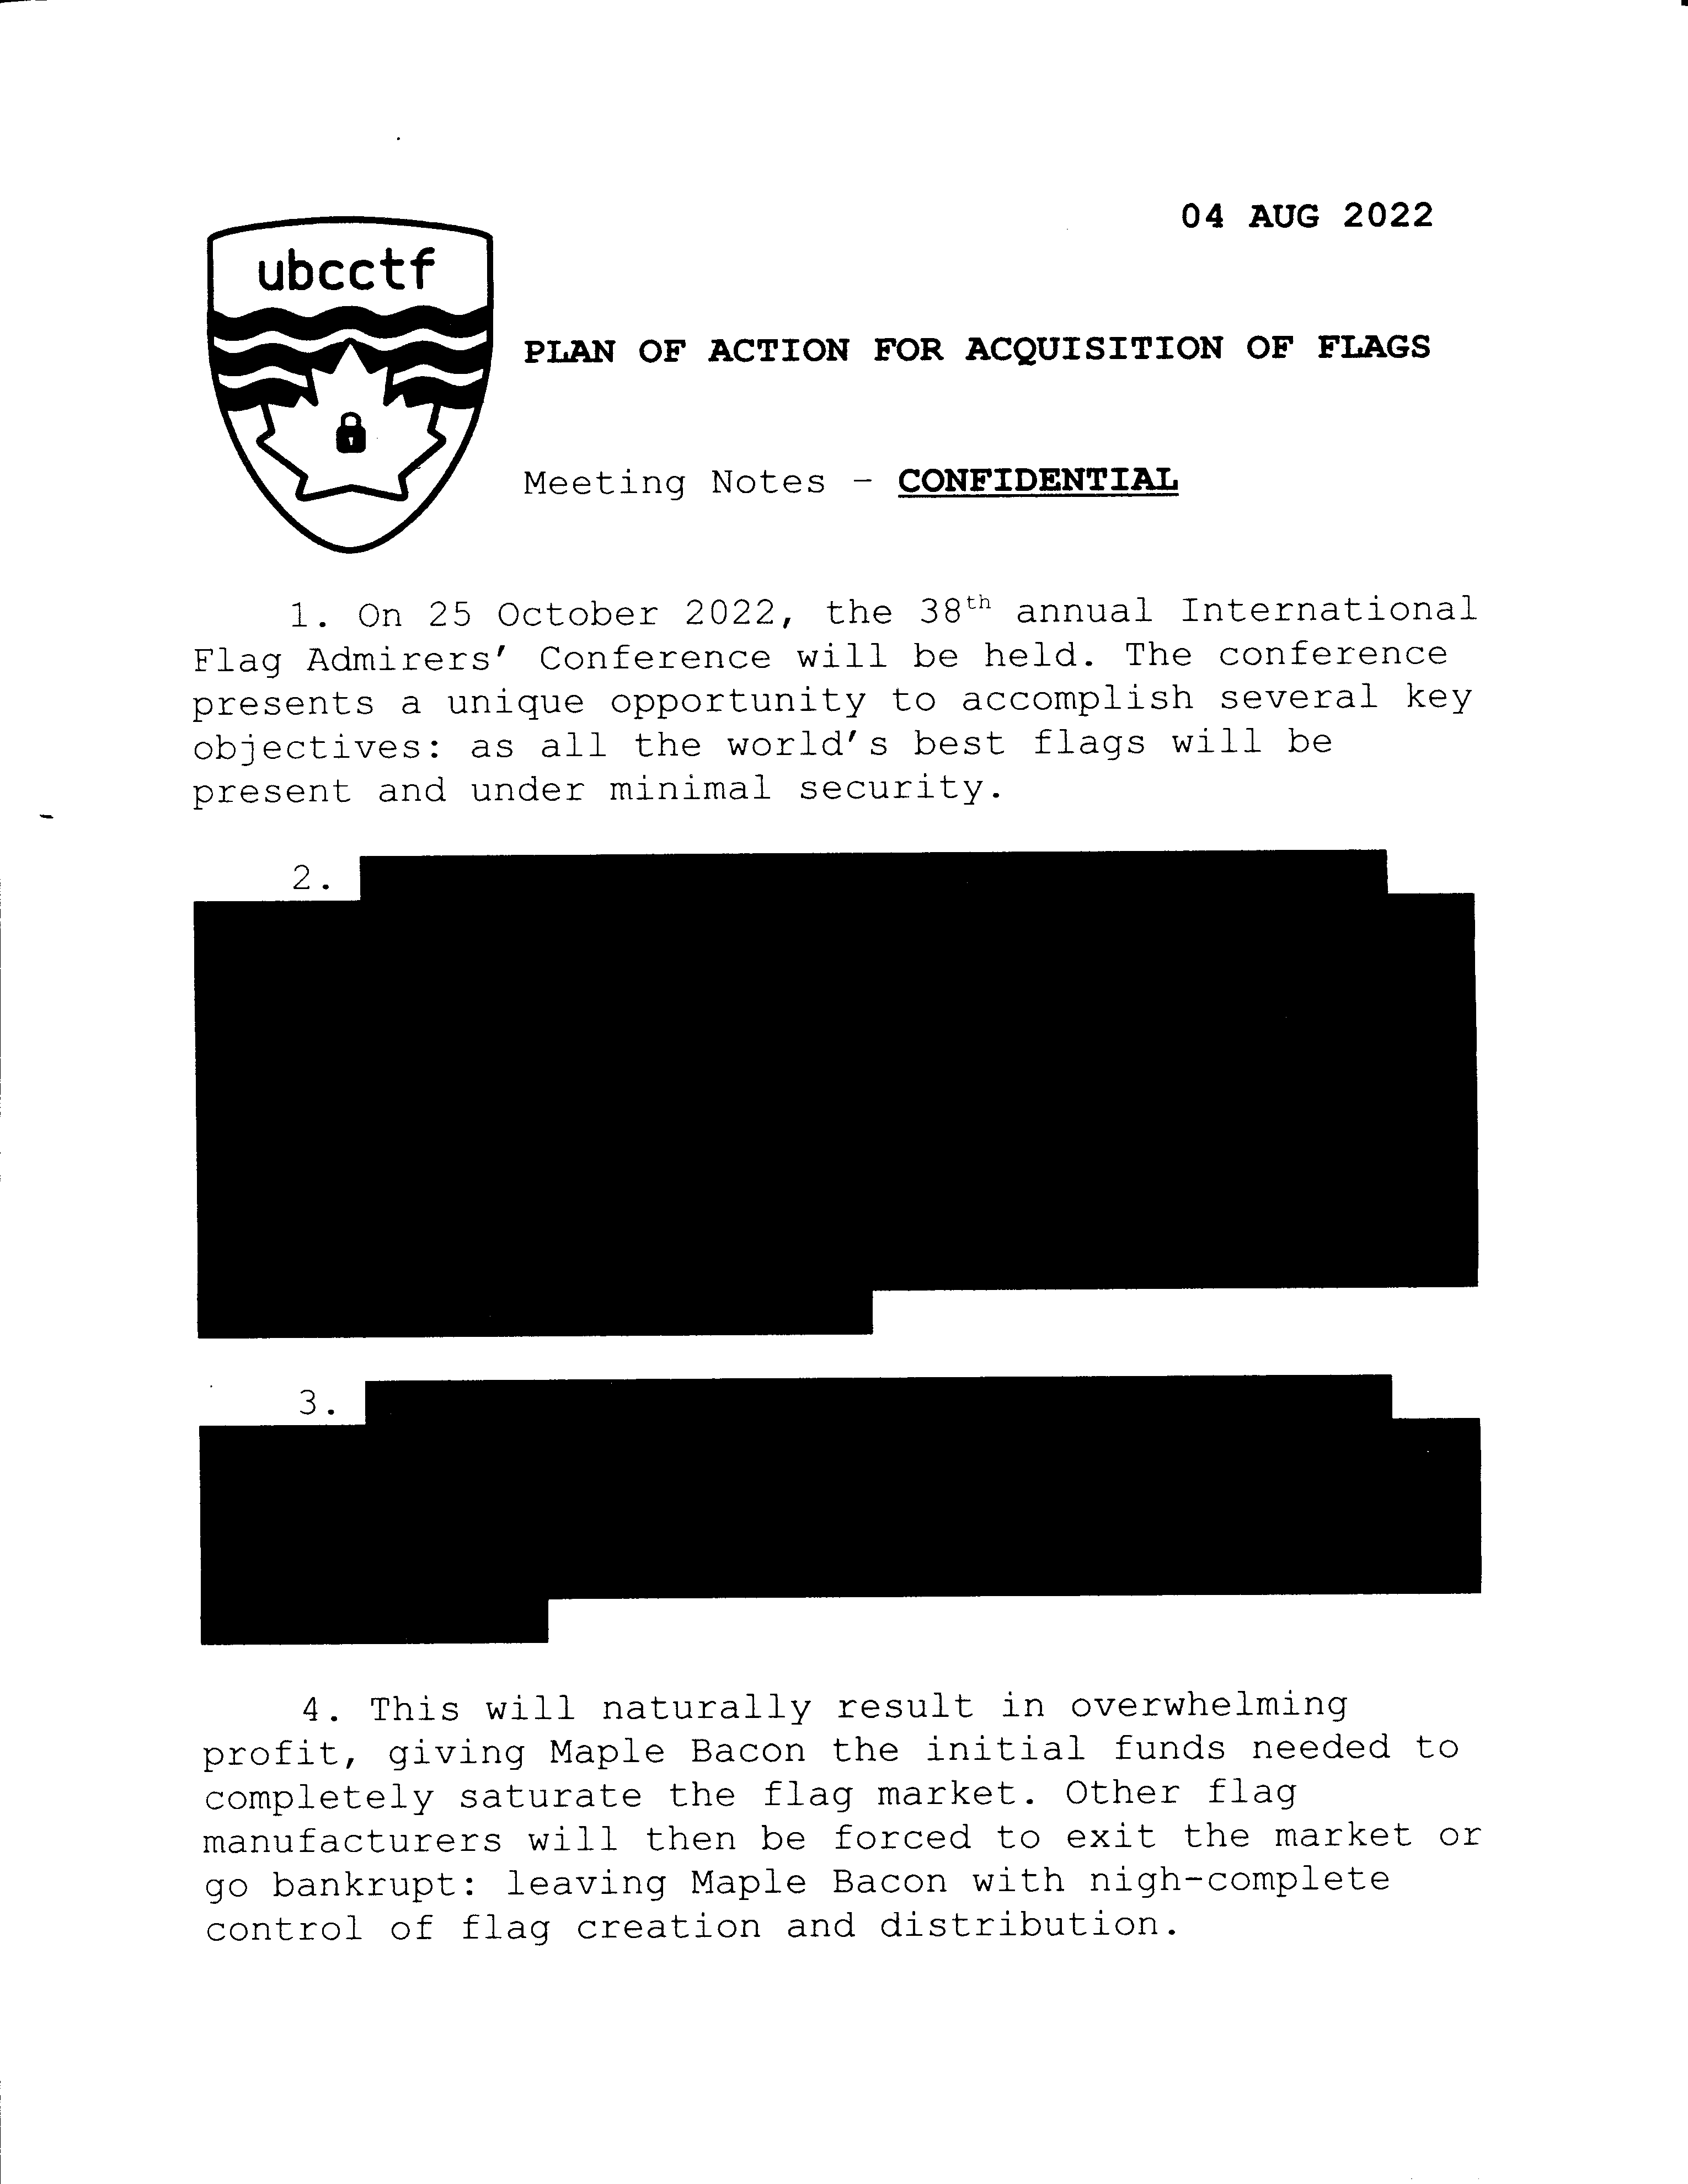 04 AUG 2022
ubcctf
PLAN OF ACTION FOR ACQUISITION OF FLAGS
Meeting Notes - CONFIDENTIAL
1. On 25 October 2022, the 38th annual International
Flag Admirers’ Conference will be held. The conference
presents a unique opportunity to accomplish several key
objectives: as all the world’s best flags will be
present and under minimal security.
2.
3.
4. This will naturally result in overwhelming
profit, giving Maple Bacon the initial funds needed to
completely saturate the flag market. Other flag
manufacturers will then be forced to exit the market or
go bankrupt: leaving Maple Bacon with nigh-complete
control of flag creation and distribution.